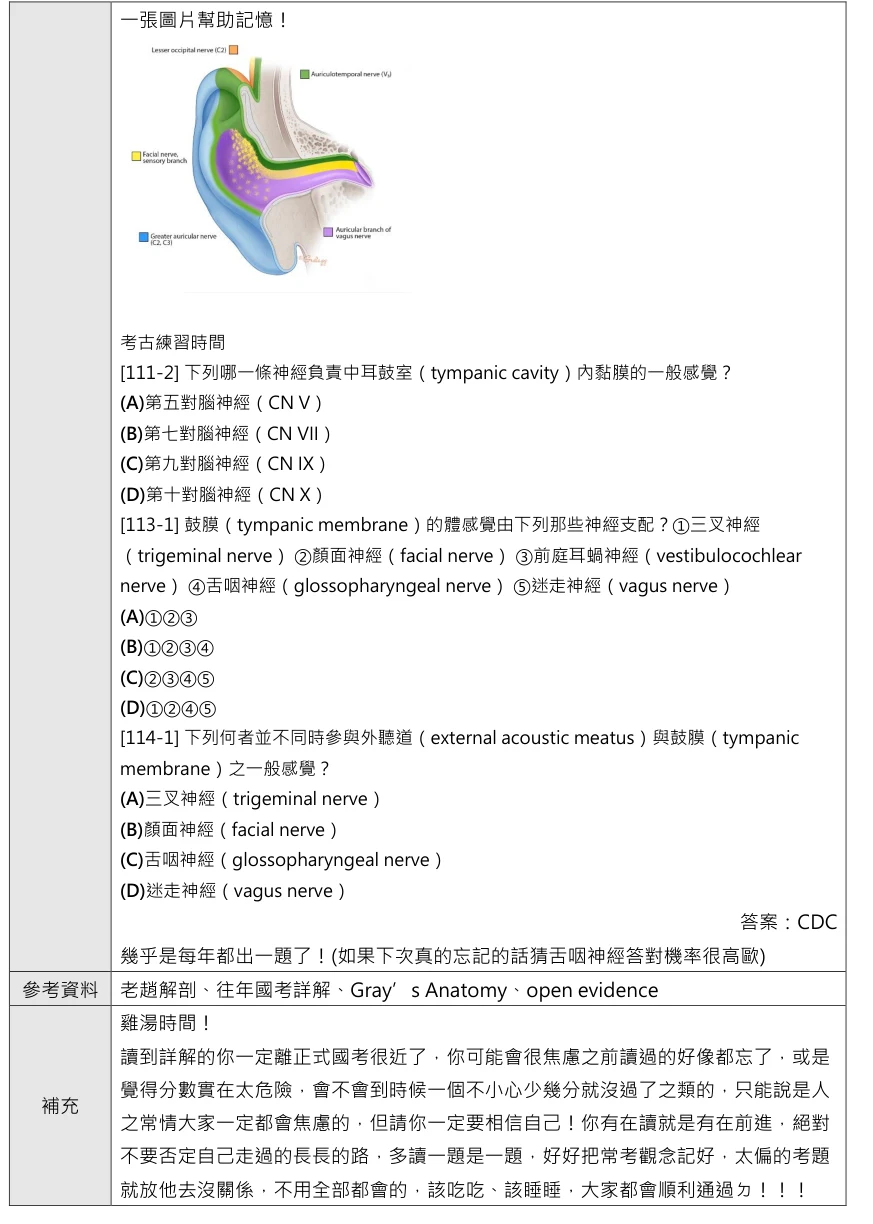 一張圖片幫助記憶！
Lesser occipital nerve (C2)
Auriculotemporal nerve (V₃)
Facial nerve,
sensory branch
Greater auricular nerve
(C2, C3)
Auricular branch of
vagus nerve
考古練習時間
[111-2] 下列哪一條神經負責中耳鼓室（tympanic cavity）內黏膜的一般感覺？
(A)第五對腦神經（CN V）
(B)第七對腦神經（CN VII）
(C)第九對腦神經（CN IX）
(D)第十對腦神經（CN X）
[113-1] 鼓膜（tympanic membrane）的體感覺由下列那些神經支配？①三叉神經
（trigeminal nerve） ②顏面神經（facial nerve） ③前庭耳蝸神經（vestibulocochlear
nerve） ④舌咽神經（glossopharyngeal nerve） ⑤迷走神經（vagus nerve）
(A)①②③
(B)①②③④
(C)②③④⑤
(D)①②④⑤
[114-1] 下列何者並不同時參與外聽道（external acoustic meatus）與鼓膜（tympanic
membrane）之一般感覺？
(A)三叉神經（trigeminal nerve）
(B)顏面神經（facial nerve）
(C)舌咽神經（glossopharyngeal nerve）
(D)迷走神經（vagus nerve）
答案：CDC
幾乎是每年都出一題了！(如果下次真的忘記的話猜舌咽神經答對機率很高歐)
參考資料 老趙解剖、往年國考詳解、Gray’s Anatomy、open evidence
補充
雞湯時間！
讀到詳解的你一定離正式國考很近了，你可能會很焦慮之前讀過的好像都忘了，或是
覺得分數實在太危險，會不會到時候一個不小心少幾分就沒過了之類的，只能說是人
之常情大家一定都會焦慮的，但請你一定要相信自己！你有在讀就是有在前進，絕對
不要否定自己走過的長長的路，多讀一題是一題，好好把常考觀念記好，太偏的考題
就放他去沒關係，不用全部都會的，該吃吃、該睡睡，大家都會順利通過ㄉ！！！